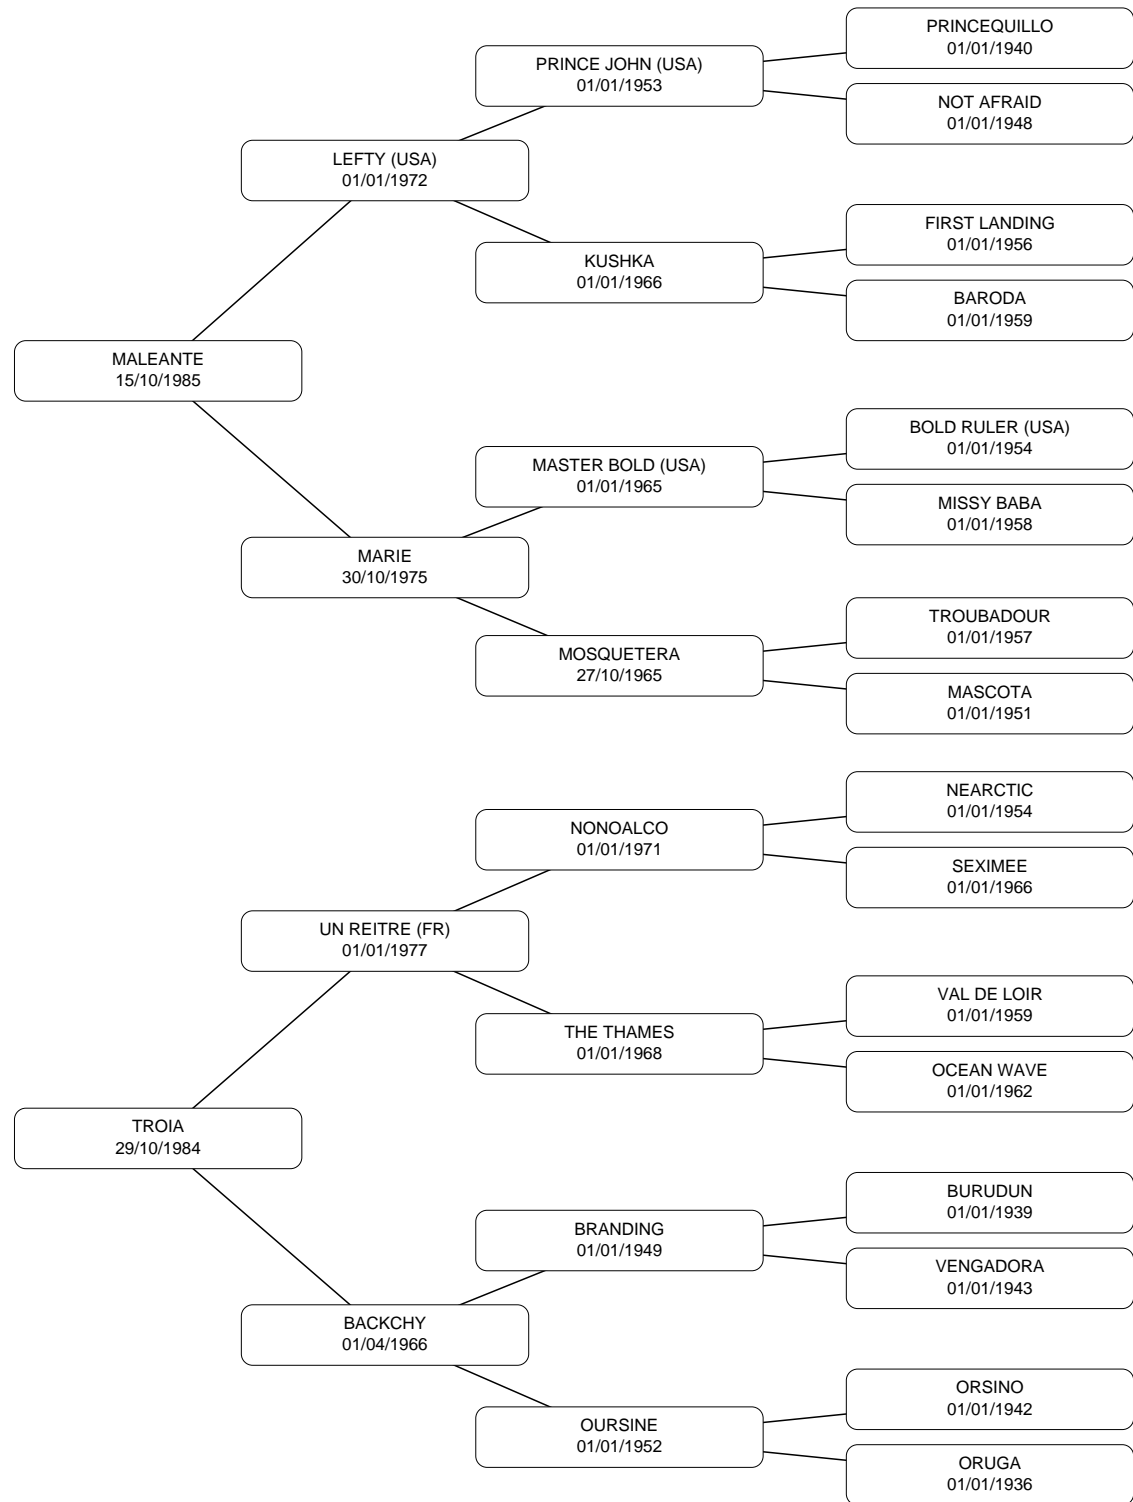 PRINCEQUILLO
01/01/1940
PRINCE JOHN (USA)
01/01/1953
NOT AFRAID
01/01/1948
LEFTY (USA)
01/01/1972
FIRST LANDING
01/01/1956
KUSHKA
01/01/1966
BARODA
01/01/1959
MALEANTE
15/10/1985
BOLD RULER (USA)
01/01/1954
MASTER BOLD (USA)
01/01/1965
MISSY BABA
01/01/1958
MARIE
30/10/1975
TROUBADOUR
01/01/1957
MOSQUETERA
27/10/1965
MASCOTA
01/01/1951
NEARCTIC
01/01/1954
NONOALCO
01/01/1971
SEXIMEE
01/01/1966
UN REITRE (FR)
01/01/1977
VAL DE LOIR
01/01/1959
THE THAMES
01/01/1968
OCEAN WAVE
01/01/1962
TROIA
29/10/1984
BURUDUN
01/01/1939
BRANDING
01/01/1949
VENGADORA
01/01/1943
BACKCHY
01/04/1966
ORSINO
01/01/1942
OURSINE
01/01/1952
ORUGA
01/01/1936